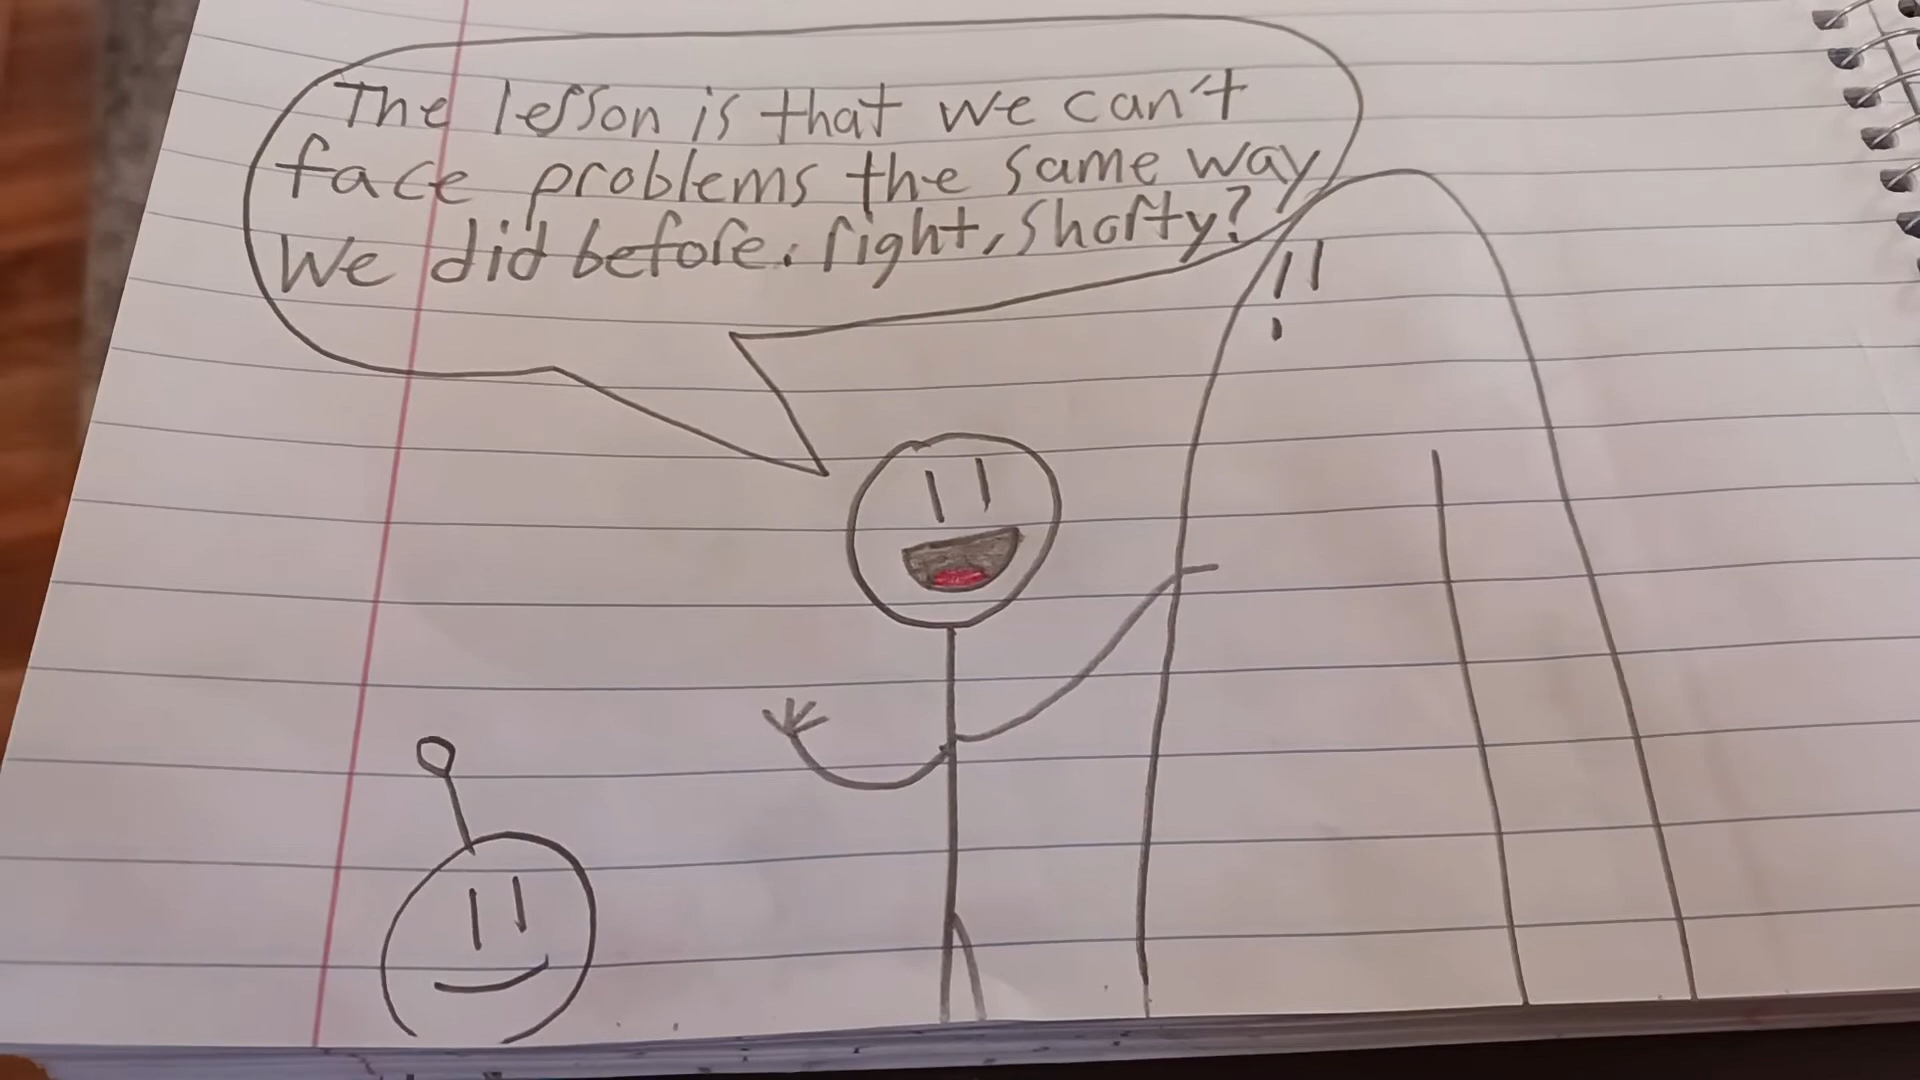 The lesson is that we can't
face problems the same way
we did before. right, shorty?